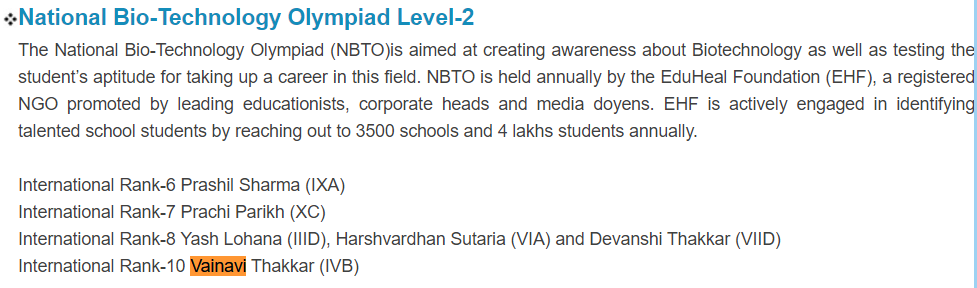 ❖National Bio-Technology Olympiad Level-2
The National Bio-Technology Olympiad (NBTO)is aimed at creating awareness about Biotechnology as well as testing the
student’s aptitude for taking up a career in this field. NBTO is held annually by the EduHeal Foundation (EHF), a registered
NGO promoted by leading educationists, corporate heads and media doyens. EHF is actively engaged in identifying
talented school students by reaching out to 3500 schools and 4 lakhs students annually.
International Rank-6 Prashil Sharma (IXA)
International Rank-7 Prachi Parikh (XC)
International Rank-8 Yash Lohana (IIID), Harshvardhan Sutaria (VIA) and Devanshi Thakkar (VIID)
International Rank-10 Vainavi Thakkar (IVB)